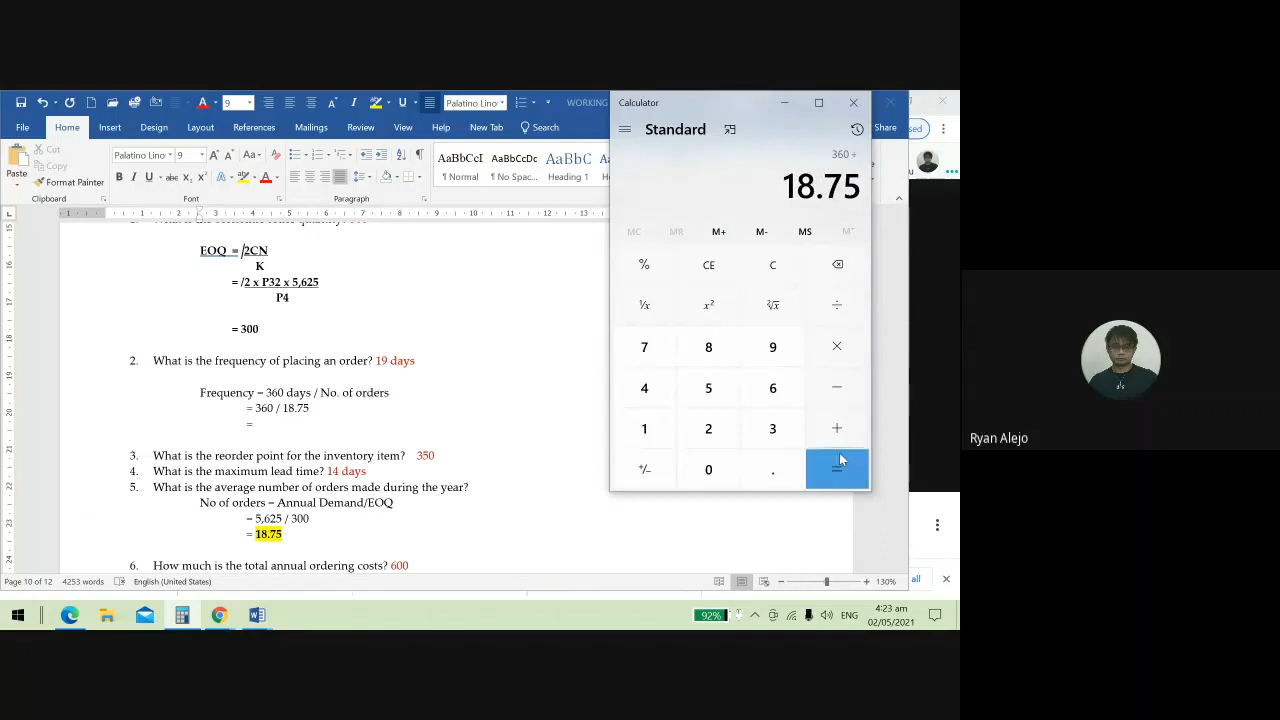 Calculator
9
Palatino Lino
WORKING
File
Home
Insert
Design
Layout
References
Mailings
Review
View
Help
New Tab
Search
Share
Standard
Cut
Copy
Format Painter
Paste
Palatino Lino
9
AaBbCcI
AaBbCcDc
AaBbC
¶ Normal
¶ No Spac...
Heading 1
Clipboard
Font
Paragraph
360 ÷
18.75
MC
MR
M+
M-
MS
%
CE
C
7
8
9
×
4
5
6
−
1
2
3
+
+/−
0
.
=
EOQ = /2CN
K
= /2 x P32 x 5,625
P4
= 300
2. What is the frequency of placing an order? 19 days
Frequency = 360 days / No. of orders
= 360 / 18.75
=
3. What is the reorder point for the inventory item? 350
4. What is the maximum lead time? 14 days
5. What is the average number of orders made during the year?
No of orders = Annual Demand/EOQ
= 5,625 / 300
= 18.75
6. How much is the total annual ordering costs? 600
Page 10 of 12
4253 words
English (United States)
130%
all
92%
ENG
4:23 am
02/05/2021
Ryan Alejo